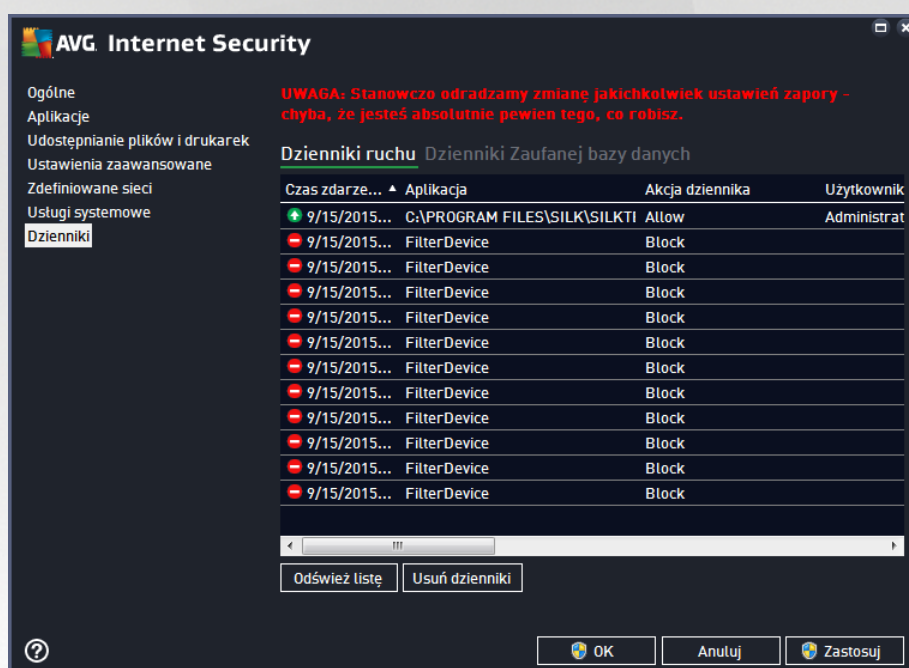 AVG. Internet Security
Ogólne
Aplikacje
Udostępnianie plików i drukarek
Ustawienia zaawansowane
Zdefiniowane sieci
Usługi systemowe
Dzienniki
UWAGA: Stanowczo odradzamy zmianę jakichkolwiek ustawień zapory -
chyba, że jesteś absolutnie pewien tego, co robisz.
Dzienniki ruchu Dzienniki Zaufanej bazy danych
Czas zdarze... Aplikacja Akcja dziennika Użytkownik
9/15/2015... C:\PROGRAM FILES\SILK\SILKTI Allow Administrat
9/15/2015... FilterDevice Block
9/15/2015... FilterDevice Block
9/15/2015... FilterDevice Block
9/15/2015... FilterDevice Block
9/15/2015... FilterDevice Block
9/15/2015... FilterDevice Block
9/15/2015... FilterDevice Block
9/15/2015... FilterDevice Block
9/15/2015... FilterDevice Block
9/15/2015... FilterDevice Block
9/15/2015... FilterDevice Block
Odśwież listę Usuń dzienniki
? OK Anuluj Zastosuj